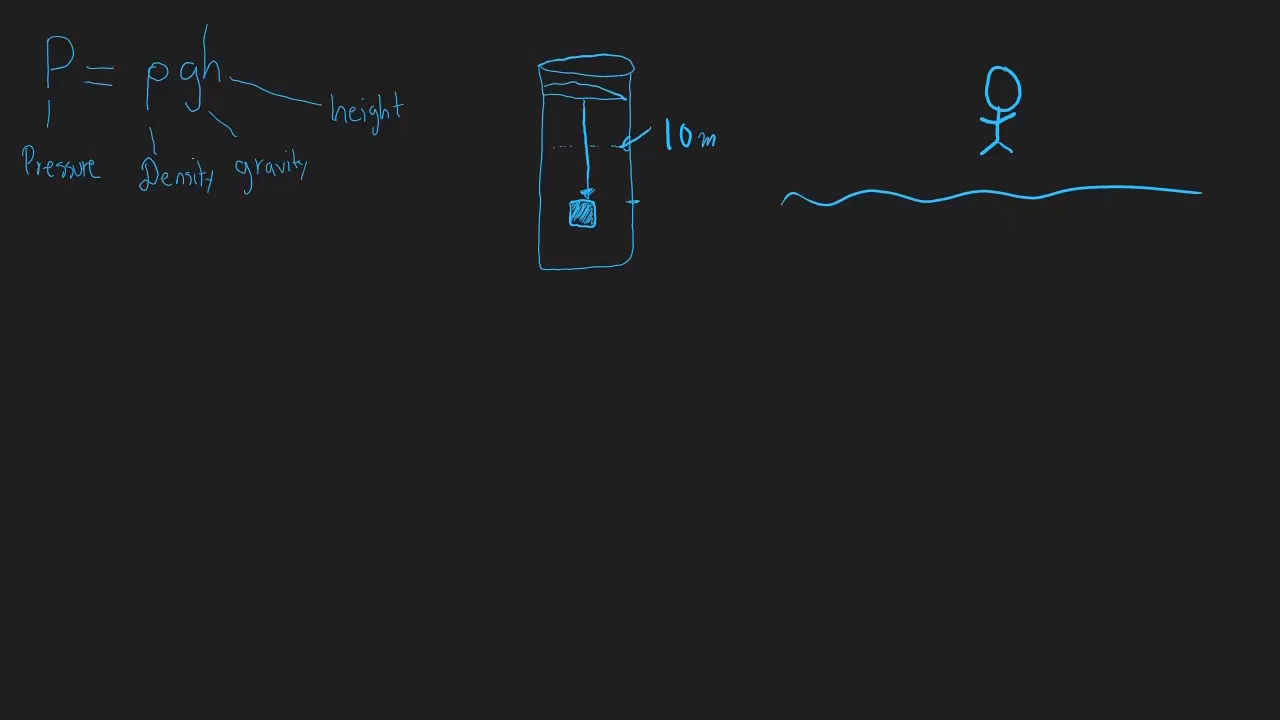 P = ρgh
height
Pressure
Density
gravity
10m